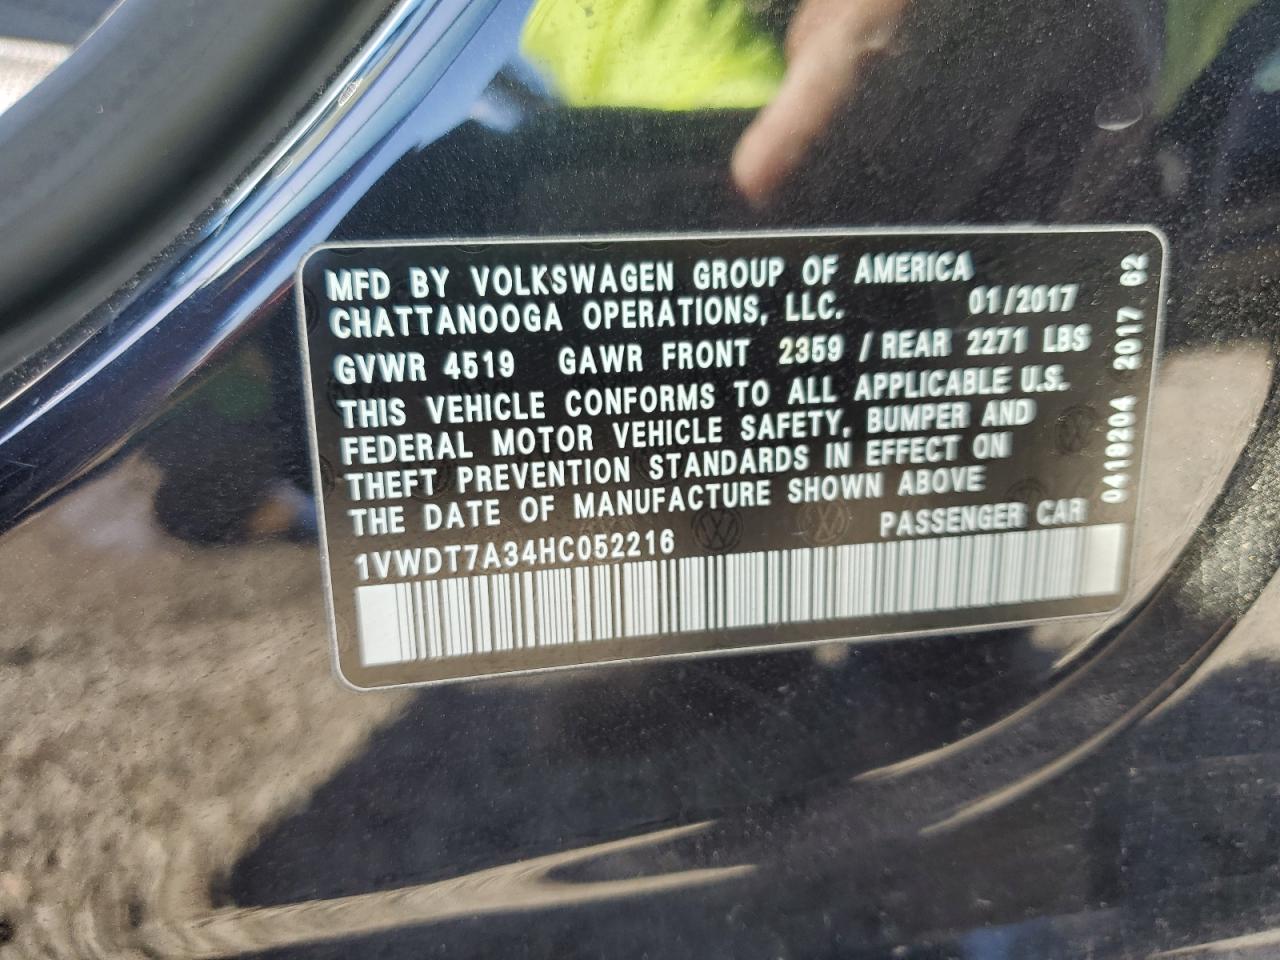 MFD BY VOLKSWAGEN GROUP OF AMERICA
CHATTANOOGA OPERATIONS, LLC. 01/2017
GVWR 4519 GAWR FRONT 2359 / REAR 2271 LBS
THIS VEHICLE CONFORMS TO ALL APPLICABLE U.S.
FEDERAL MOTOR VEHICLE SAFETY, BUMPER AND
THEFT PREVENTION STANDARDS IN EFFECT ON
THE DATE OF MANUFACTURE SHOWN ABOVE
1VWDT7A34HC052216 PASSENGER CAR
0419204 2017 62